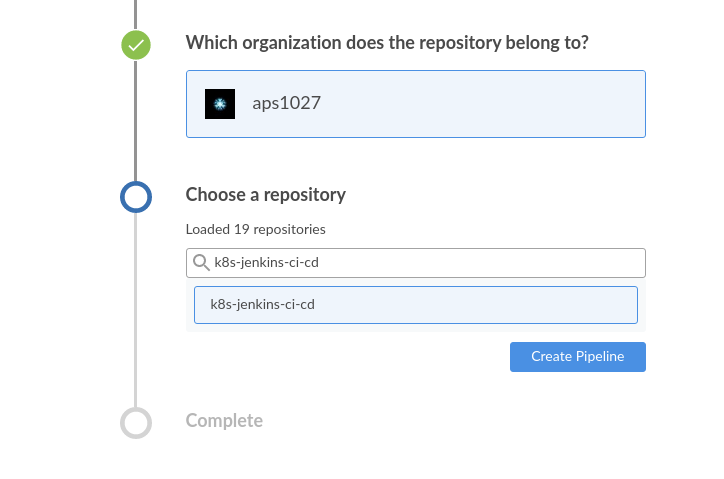 Which organization does the repository belong to?
aps1027
Choose a repository
Loaded 19 repositories
k8s-jenkins-ci-cd
k8s-jenkins-ci-cd
Create Pipeline
Complete